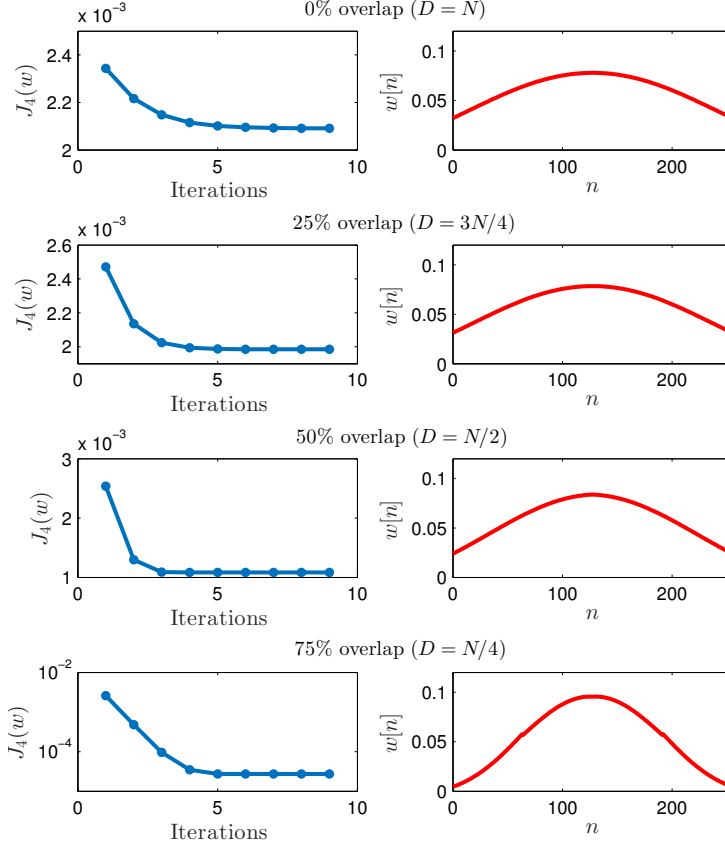 0% overlap (D = N)
x 10⁻³
2.4
2.2
2
J₄(w)
0
5
10
Iterations
0.1
0.05
0
w[n]
0
100
200
n
25% overlap (D = 3N/4)
x 10⁻³
2.6
2.4
2.2
2
J₄(w)
0
5
10
Iterations
0.1
0.05
0
w[n]
0
100
200
n
50% overlap (D = N/2)
x 10⁻³
3
2
1
J₄(w)
0
5
10
Iterations
0.1
0.05
0
w[n]
0
100
200
n
75% overlap (D = N/4)
10⁻²
10⁻⁴
J₄(w)
0
5
10
Iterations
0.1
0.05
0
w[n]
0
100
200
n